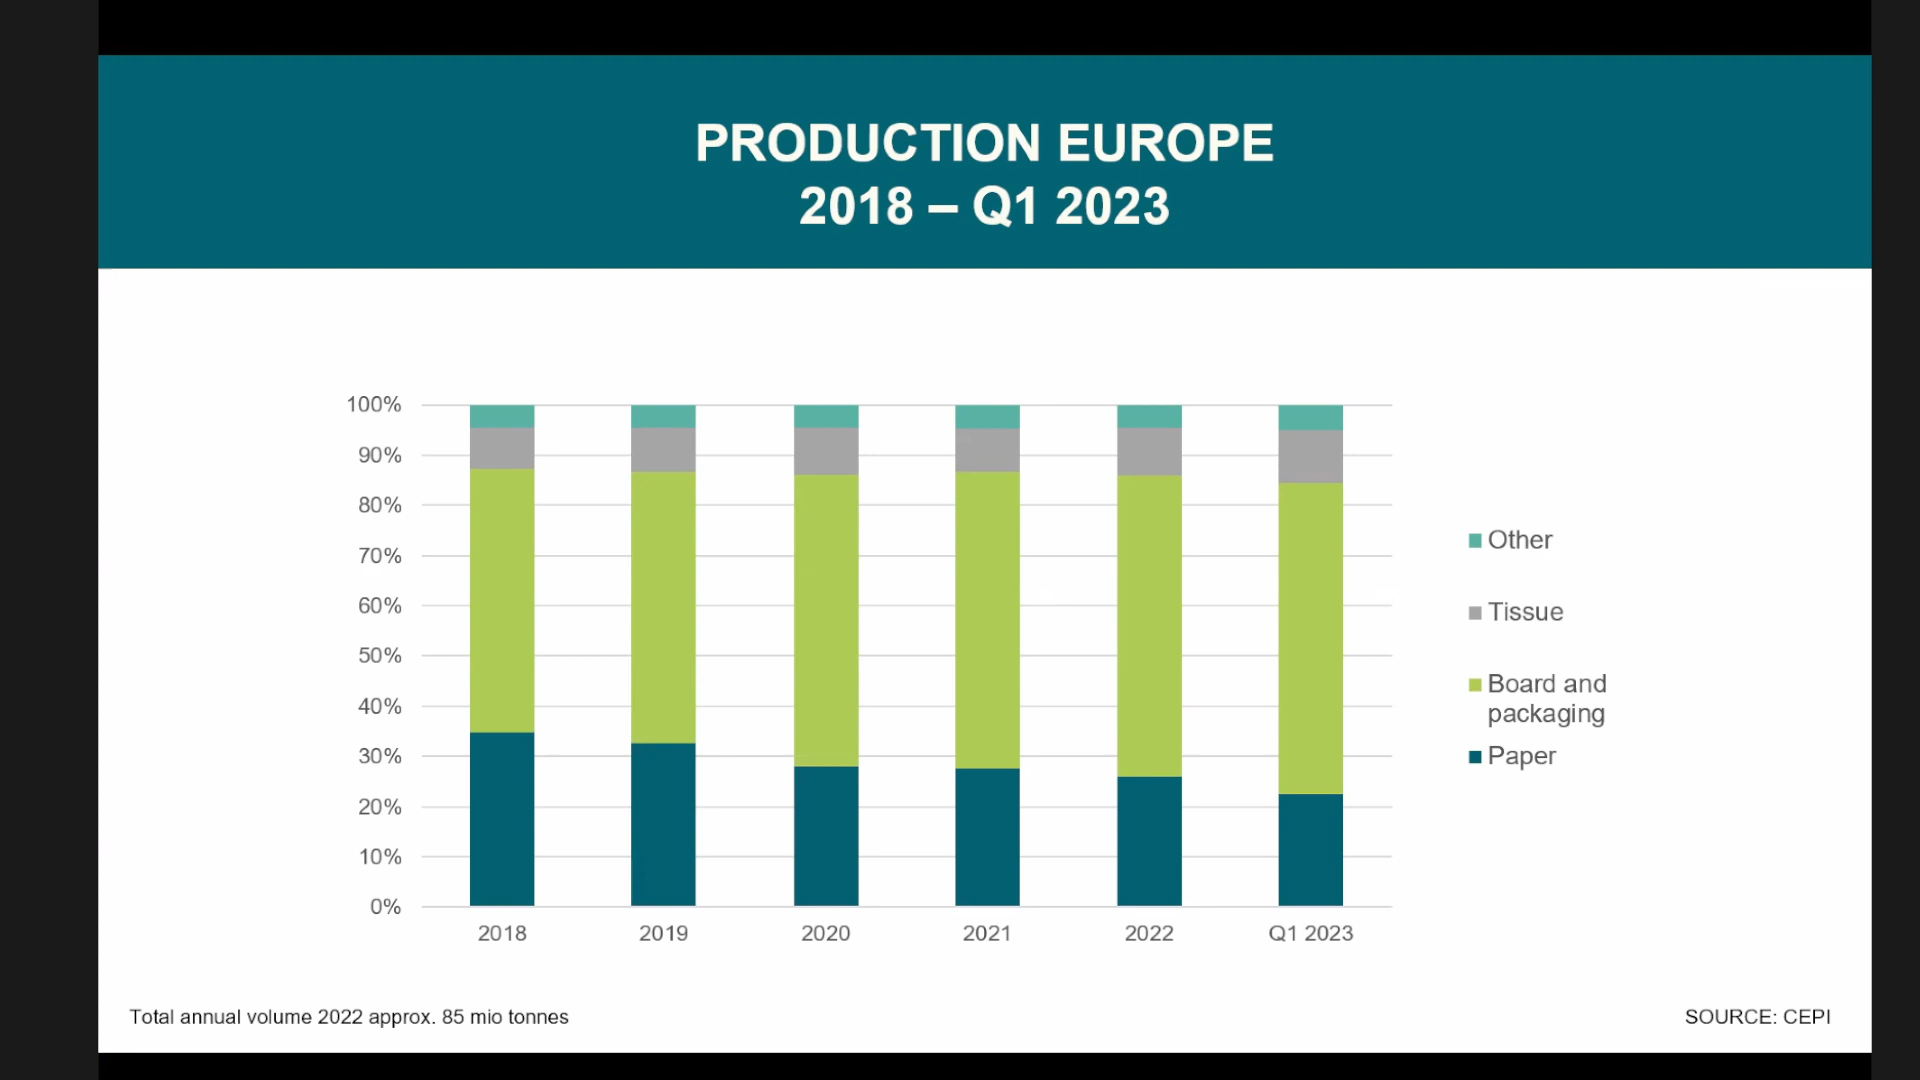 PRODUCTION EUROPE
2018 – Q1 2023
100%
90%
80%
70%
60%
50%
40%
30%
20%
10%
0%
2018
2019
2020
2021
2022
Q1 2023
Other
Tissue
Board and
packaging
Paper
Total annual volume 2022 approx. 85 mio tonnes
SOURCE: CEPI